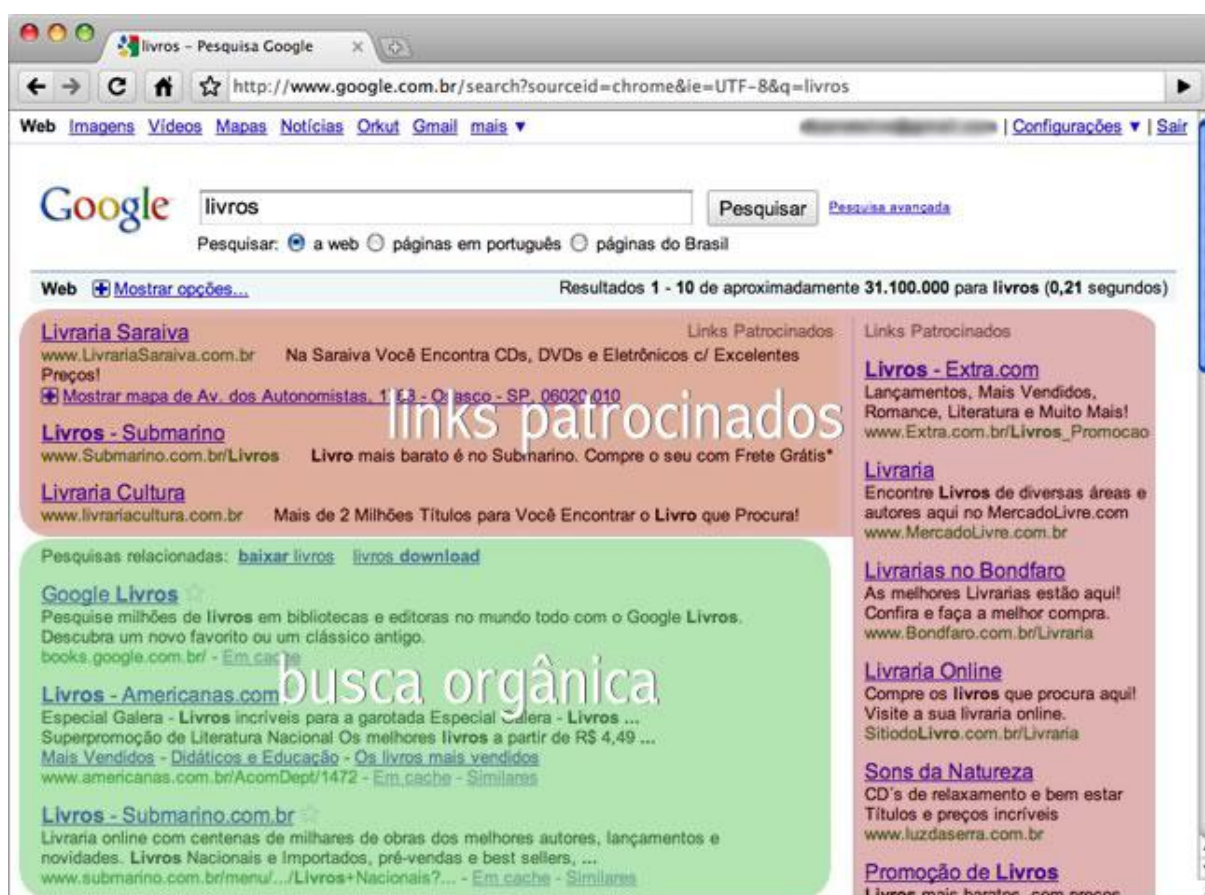 livros – Pesquisa Google
http://www.google.com.br/search?sourceid=chrome&ie=UTF-8&q=livros
Web Imagens Vídeos Mapas Notícias Orkut Gmail mais ▼ | Configurações ▼ | Sair
Google livros Pesquisar Pesquisa avançada
Pesquisar: a web páginas em português páginas do Brasil
Web Mostrar opções... Resultados 1 - 10 de aproximadamente 31.100.000 para livros (0,21 segundos)
Livraria Saraiva Links Patrocinados
www.LivrariaSaraiva.com.br Na Saraiva Você Encontra CDs, DVDs e Eletrônicos c/ Excelentes
Preços!
Mostrar mapa de Av. dos Autonomistas, Osasco - SP, 06020 010
links patrocinados
Livros - Submarino
www.Submarino.com.br/Livros Livro mais barato é no Submarino. Compre o seu com Frete Grátis*
Livraria Cultura
www.livrariacultura.com.br Mais de 2 Milhões Títulos para Você Encontrar o Livro que Procura!
Pesquisas relacionadas: baixar livros livros download
Google Livros
Pesquise milhões de livros em bibliotecas e editoras no mundo todo com o Google Livros.
Descubra um novo favorito ou um clássico antigo.
books.google.com.br/ - Em cache
busca orgânica
Livros - Americanas.com
Especial Galera - Livros incríveis para a garotada Especial Galera - Livros ...
Superpromoção de Literatura Nacional Os melhores livros a partir de R$ 4,49 ...
Mais Vendidos - Didáticos e Educação - Os livros mais vendidos
www.americanas.com.br/AcomDept/1472 - Em cache - Similares
Livros - Submarino.com.br
Livraria online com centenas de milhares de obras dos melhores autores, lançamentos e
novidades. Livros Nacionais e Importados, pré-vendas e best sellers, ...
www.submarino.com.br/menu/.../Livros+Nacionais?... - Em cache - Similares
Links Patrocinados
Livros - Extra.com
Lançamentos, Mais Vendidos,
Romance, Literatura e Muito Mais!
www.Extra.com.br/Livros_Promocao
Livraria
Encontre Livros de diversas áreas e
autores aqui no MercadoLivre.com
www.MercadoLivre.com.br
Livrarias no Bondfaro
As melhores Livrarias estão aqui!
Confira e faça a melhor compra.
www.Bondfaro.com.br/Livraria
Livraria Online
Compre os livros que procura aqui!
Visite a sua livraria online.
SitiodoLivro.com.br/Livraria
Sons da Natureza
CD´s de relaxamento e bem estar
Títulos e preços incríveis
www.luzdaserra.com.br
Promoção de Livros
Livros mais baratos, com preços